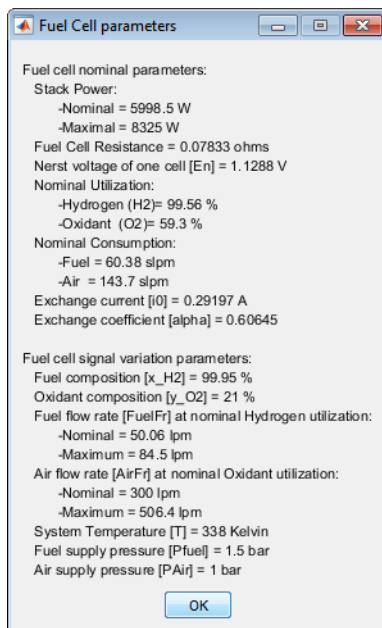 Fuel Cell parameters
Fuel cell nominal parameters:
Stack Power:
-Nominal = 5998.5 W
-Maximal = 8325 W
Fuel Cell Resistance = 0.07833 ohms
Nerst voltage of one cell [En] = 1.1288 V
Nominal Utilization:
-Hydrogen (H2)= 99.56 %
-Oxidant (O2)= 59.3 %
Nominal Consumption:
-Fuel = 60.38 slpm
-Air = 143.7 slpm
Exchange current [i0] = 0.29197 A
Exchange coefficient [alpha] = 0.60645
Fuel cell signal variation parameters:
Fuel composition [x_H2] = 99.95 %
Oxidant composition [y_O2] = 21 %
Fuel flow rate [FuelFr] at nominal Hydrogen utilization:
-Nominal = 50.06 lpm
-Maximum = 84.5 lpm
Air flow rate [AirFr] at nominal Oxidant utilization:
-Nominal = 300 lpm
-Maximum = 506.4 lpm
System Temperature [T] = 338 Kelvin
Fuel supply pressure [Pfuel] = 1.5 bar
Air supply pressure [PAir] = 1 bar
OK